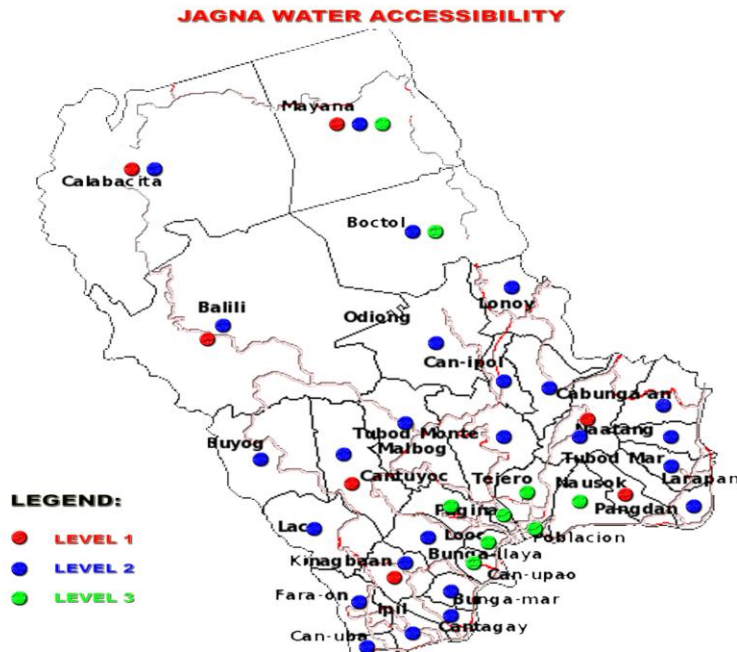 JAGNA WATER ACCESSIBILITY
Mayana
Calabacita
Boctol
Lonoy
Balili
Odiong
Can-ipol
Cabunga-an
Naatang
Tubod Monte
Buyog
Malbog
Tubod Mar
Cantuyoc
Tejero
Nausok
Larapan
Pangdan
Pagina
LEGEND:
Lac
Looc
Poblacion
LEVEL 1
Bunga-Ilaya
Kinagbaan
Can-upao
LEVEL 2
Fara-on
Bunga-mar
LEVEL 3
Ipil
Cantagay
Can-uba